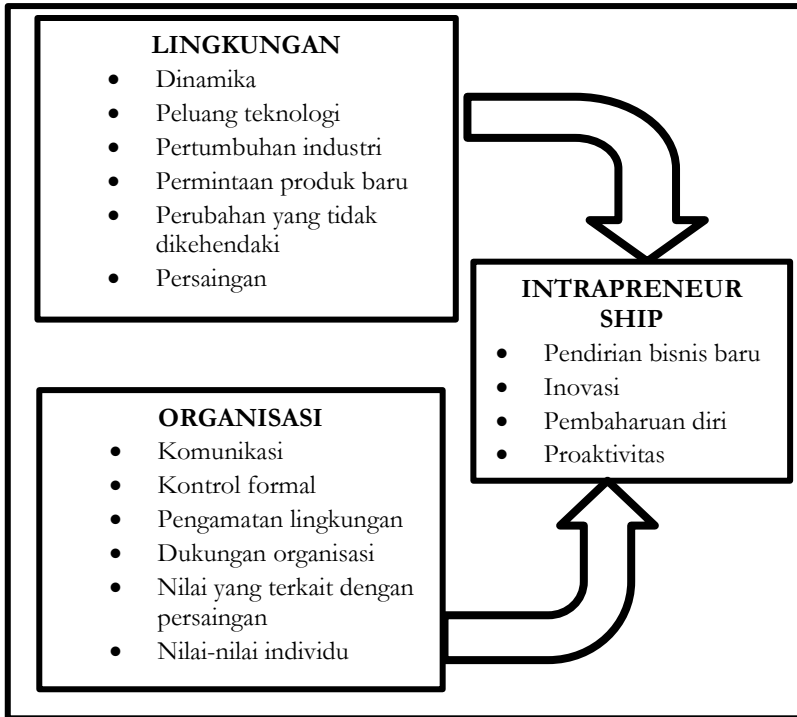 LINGKUNGAN
• Dinamika
• Peluang teknologi
• Pertumbuhan industri
• Permintaan produk baru
• Perubahan yang tidak
dikehendaki
• Persaingan
INTRAPRENEUR
SHIP
• Pendirian bisnis baru
• Inovasi
• Pembaharuan diri
• Proaktivitas
ORGANISASI
• Komunikasi
• Kontrol formal
• Pengamatan lingkungan
• Dukungan organisasi
• Nilai yang terkait dengan
persaingan
• Nilai-nilai individu